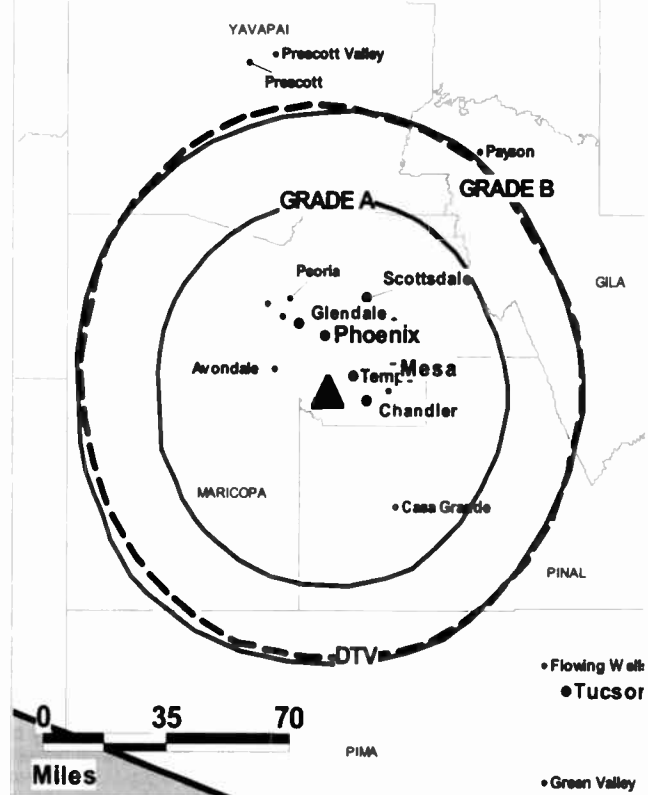 YAVAPAI
Prescott Valley
Prescott
Payson
GRADE B
GRADE A
Peoria
Scottsdale
GILA
Glendale
Phoenix
Avondale
Mesa
Chandler
MARICOPA
Casa Grande
PINAL
DTV
Flowing
Tucson
0 35 70
PIMA
Miles
Green Valley